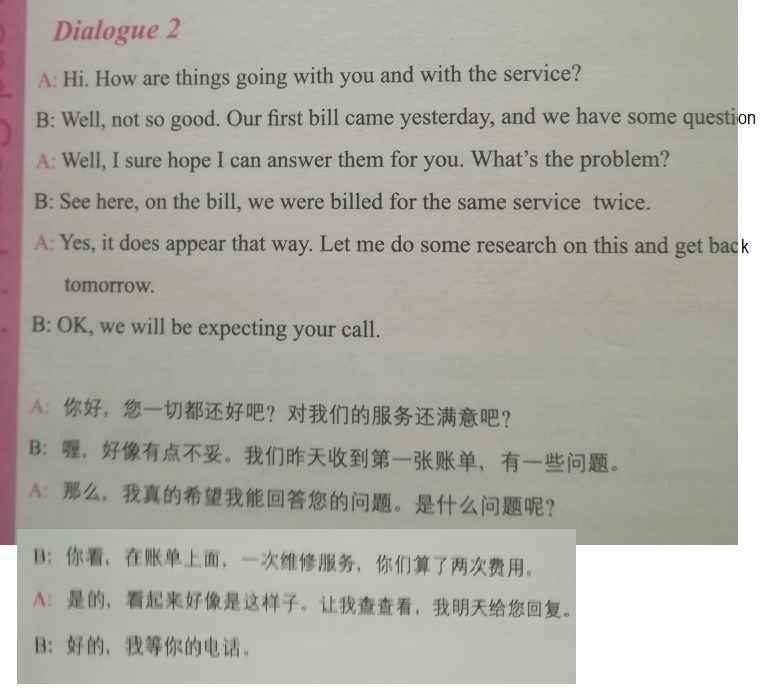 Dialogue 2
A: Hi. How are things going with you and with the service?
B: Well, not so good. Our first bill came yesterday, and we have some question
A: Well, I sure hope I can answer them for you. What's the problem?
B: See here, on the bill, we were billed for the same service twice.
A: Yes, it does appear that way. Let me do some research on this and get back
tomorrow.
B: OK, we will be expecting your call.
A: 你好，您一切都还好吧？对我们的服务还满意吧？
B: 喔，好像有点不妥。我们昨天收到第一张账单，有一些问题。
A: 那么，我真的希望我能回答您的问题。是什么问题呢？
B: 你看，在账单上面，一次维修服务，你们算了两次费用。
A: 是的，看起来好像是这样子。让我查查看，我明天给您回复。
B: 好的，我等你的电话。